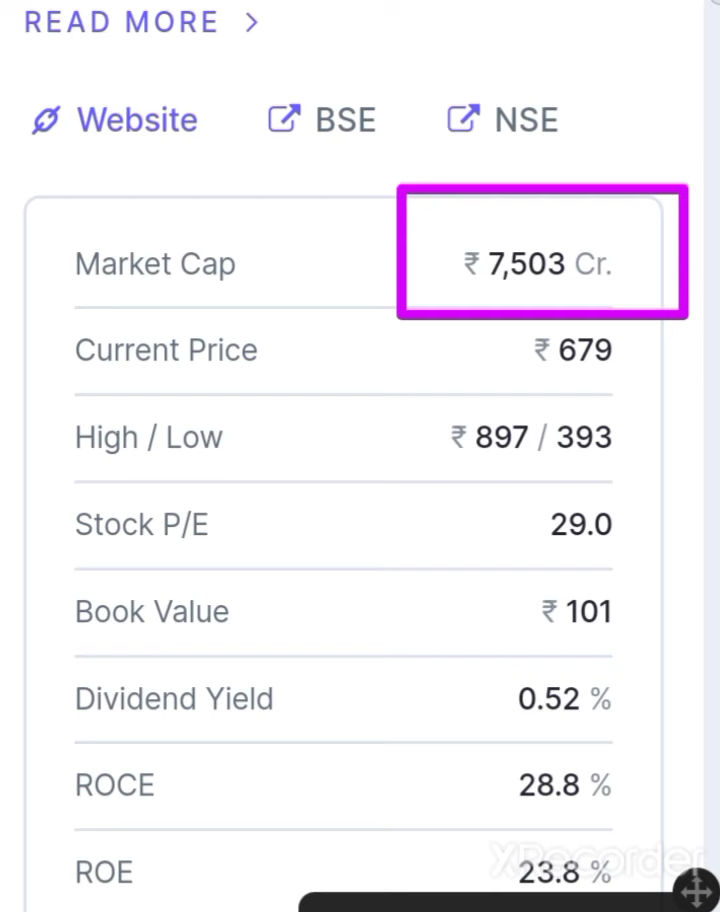 READ MORE >
Website BSE NSE
Market Cap ₹ 7,503 Cr.
Current Price ₹ 679
High / Low ₹ 897 / 393
Stock P/E 29.0
Book Value ₹ 101
Dividend Yield 0.52 %
ROCE 28.8 %
ROE 23.8 %
XRecorder